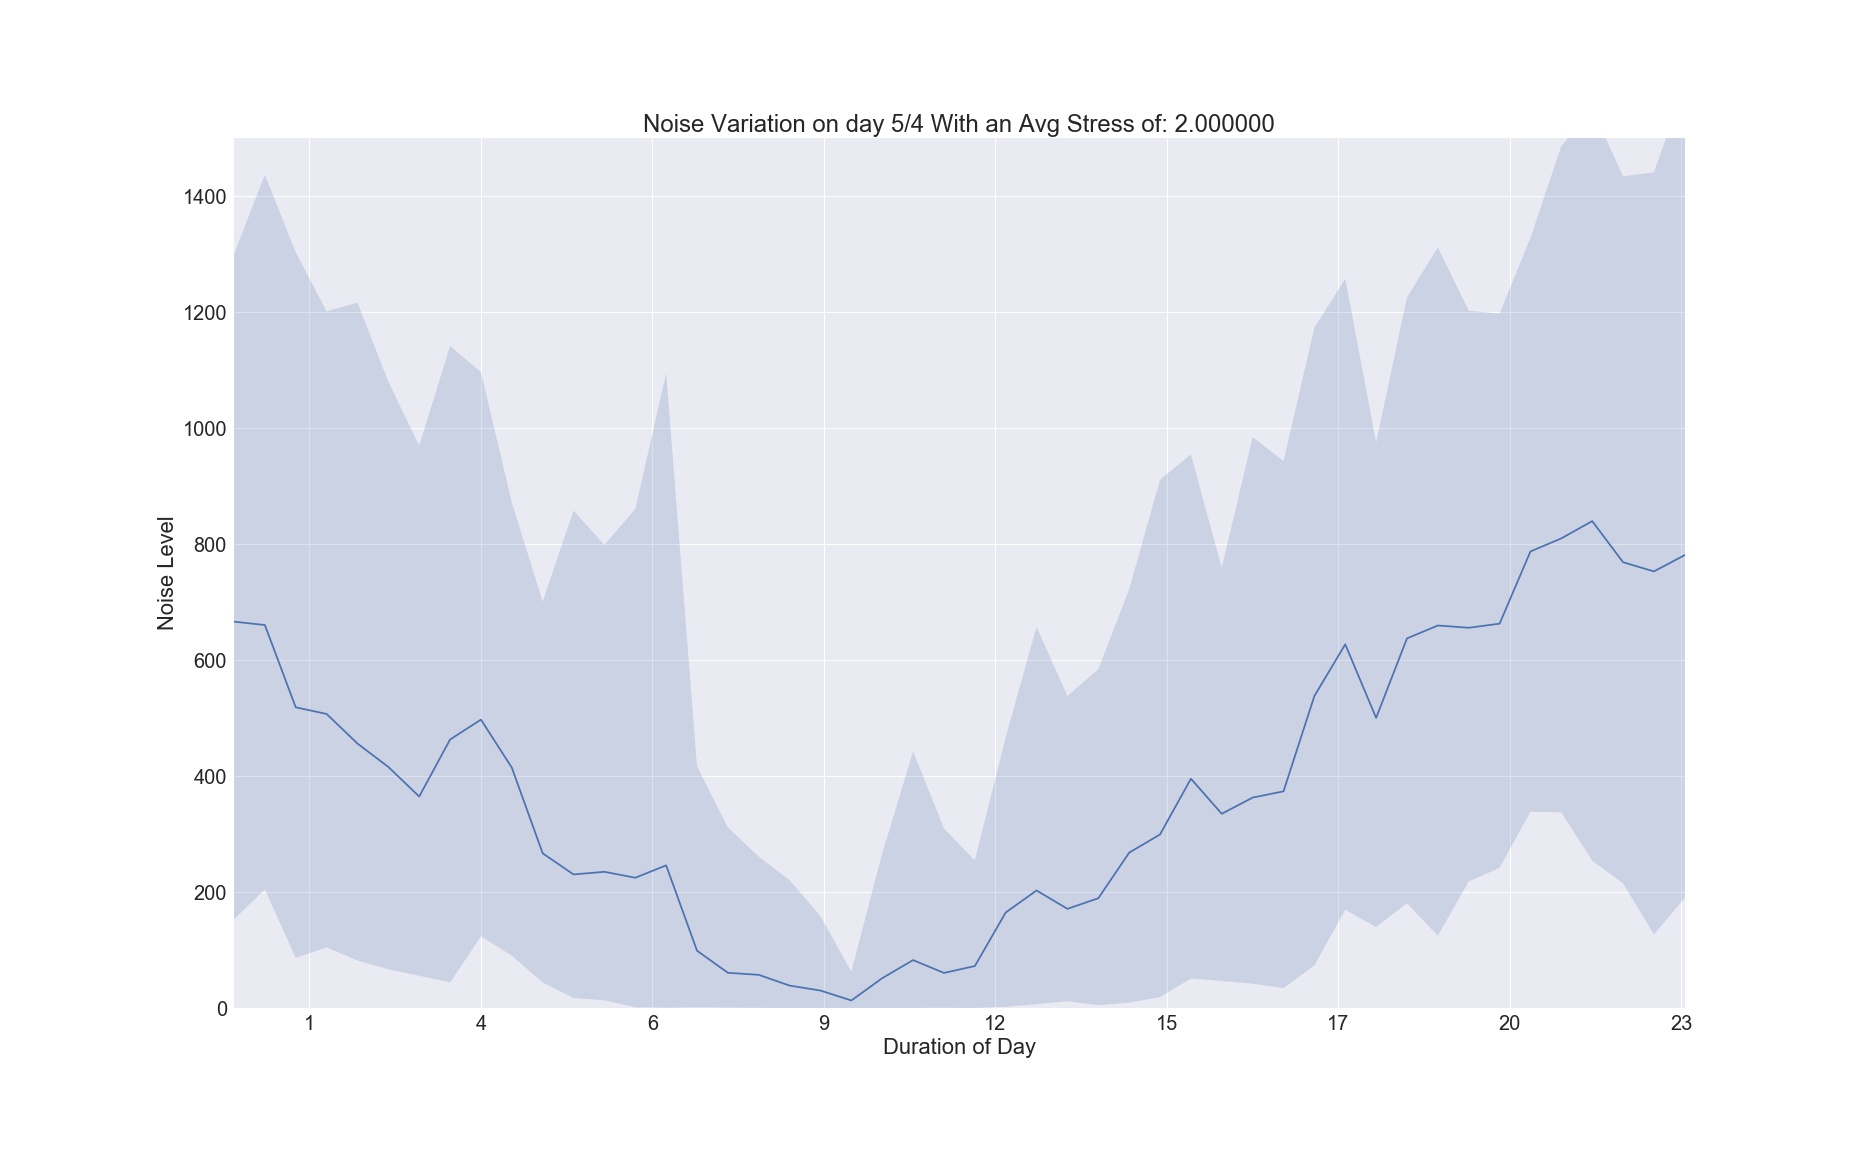 Noise Variation on day 5/4 With an Avg Stress of: 2.000000
1400
1200
1000
800
600
400
200
0
Noise Level
1 4 6 9 12 15 17 20 23
Duration of Day